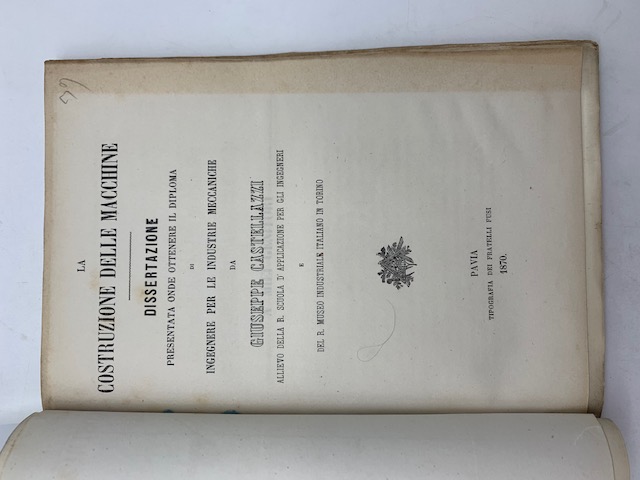 LA
COSTRUZIONE DELLE MACCHINE
DISSERTAZIONE
PRESENTATA ONDE OTTENERE IL DIPLOMA
DI
INGEGNERE PER LE INDUSTRIE MECCANICHE
DA
GIUSEPPE CASTELLAZZI
ALLIEVO DELLA R. SCUOLA D' APPLICAZIONE PER GLI INGEGNERI
E
DEL R. MUSEO INDUSTRIALE ITALIANO IN TORINO
PAVIA
TIPOGRAFIA DEI FRATELLI FUSI
1870.